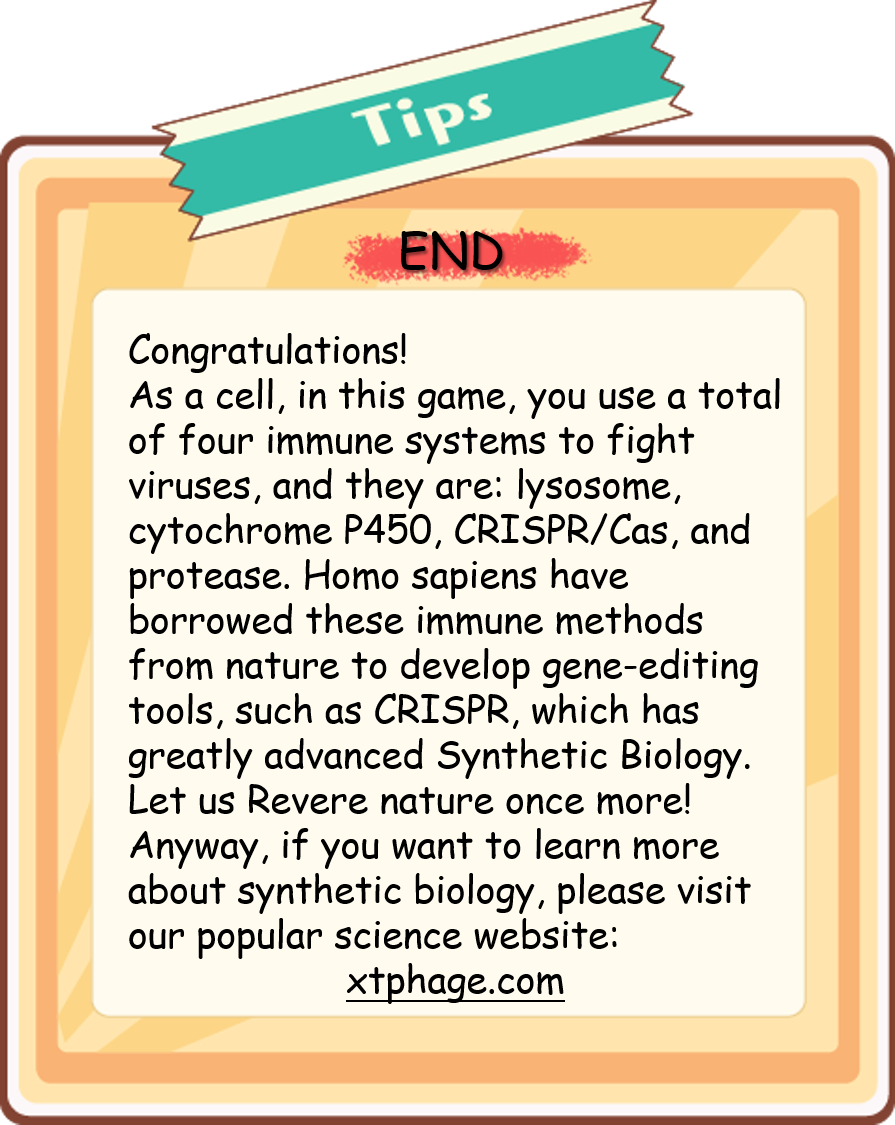 Tips
END
Congratulations!
As a cell, in this game, you use a total
of four immune systems to fight
viruses, and they are: lysosome,
cytochrome P450, CRISPR/Cas, and
protease. Homo sapiens have
borrowed these immune methods
from nature to develop gene-editing
tools, such as CRISPR, which has
greatly advanced Synthetic Biology.
Let us Revere nature once more!
Anyway, if you want to learn more
about synthetic biology, please visit
our popular science website:
xtphage.com